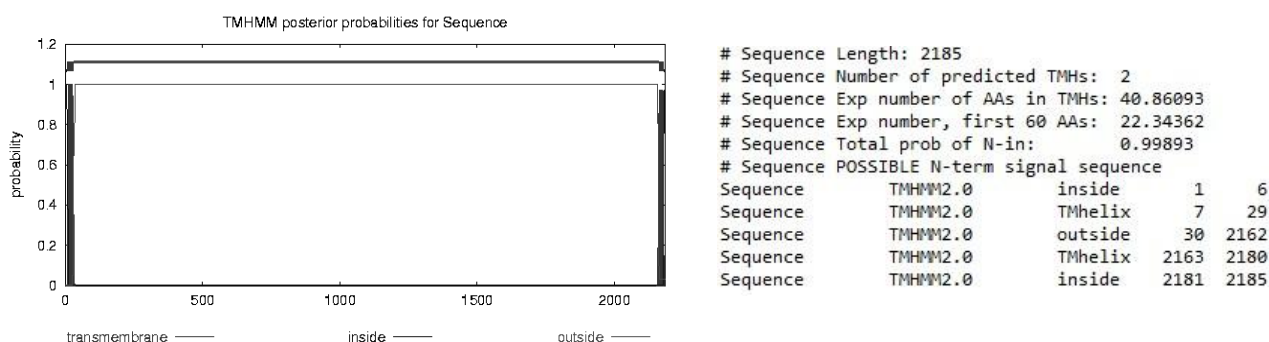 TMHMM posterior probabilities for Sequence
1.2
1
0.8
0.6
0.4
0.2
0
probability
0 500 1000 1500 2000
transmembrane inside outside
# Sequence Length: 2185
# Sequence Number of predicted TMHs: 2
# Sequence Exp number of AAs in TMHs: 40.86093
# Sequence Exp number, first 60 AAs: 22.34362
# Sequence Total prob of N-in: 0.99893
# Sequence POSSIBLE N-term signal sequence
Sequence TMHMM2.0 inside 1 6
Sequence TMHMM2.0 TMhelix 7 29
Sequence TMHMM2.0 outside 30 2162
Sequence TMHMM2.0 TMhelix 2163 2180
Sequence TMHMM2.0 inside 2181 2185